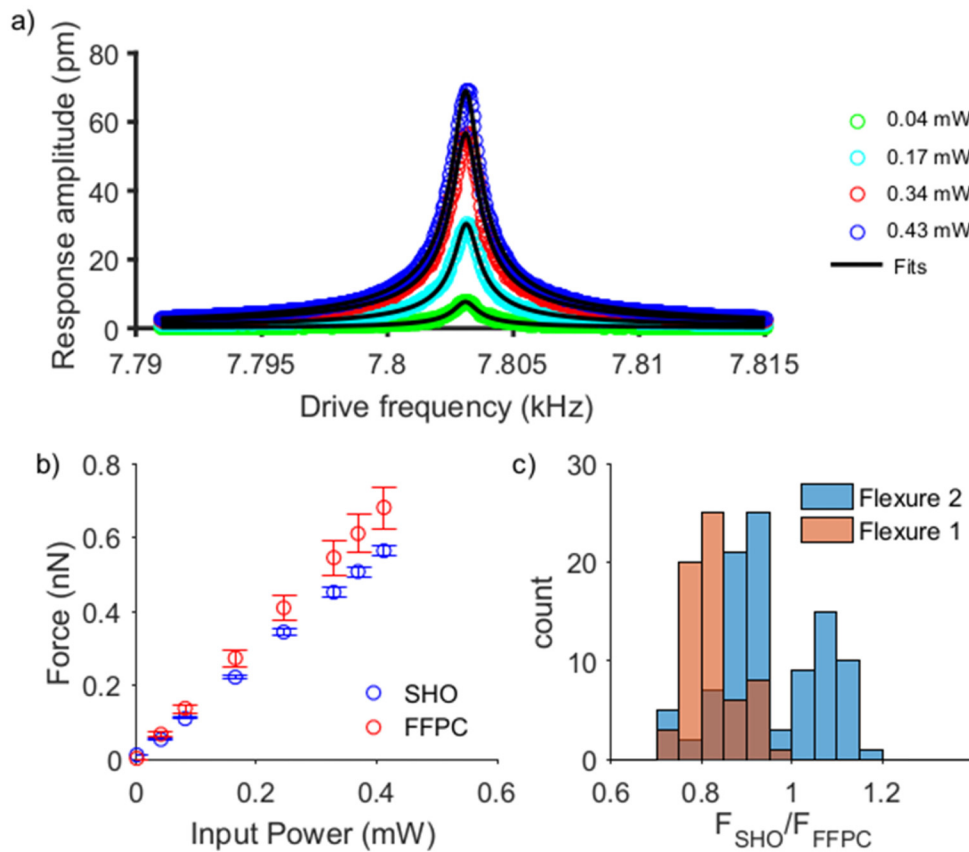 a)
Response amplitude (pm)
80
60
40
20
0
7.79
7.795
7.8
7.805
7.81
7.815
Drive frequency (kHz)
0.04 mW
0.17 mW
0.34 mW
0.43 mW
Fits
b)
Force (nN)
0.8
0.6
0.4
0.2
0
0
0.2
0.4
0.6
Input Power (mW)
SHO
FFPC
c)
count
30
20
10
0
0.6
0.8
1
1.2
F_SHO/F_FFPC
Flexure 2
Flexure 1